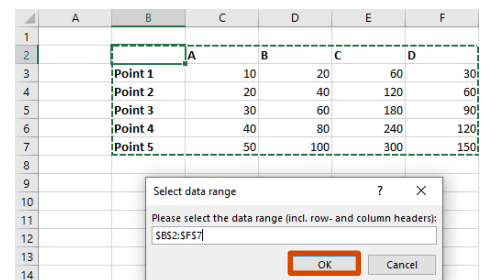 A B C D E F
1
2 A B C D
3 Point 1 10 20 60 30
4 Point 2 20 40 120 60
5 Point 3 30 60 180 90
6 Point 4 40 80 240 120
7 Point 5 50 100 300 150
8
9
Select data range ? ×
10
11 Please select the data range (incl. row- and column headers):
12 $B$2:$F$7
13
OK Cancel
14